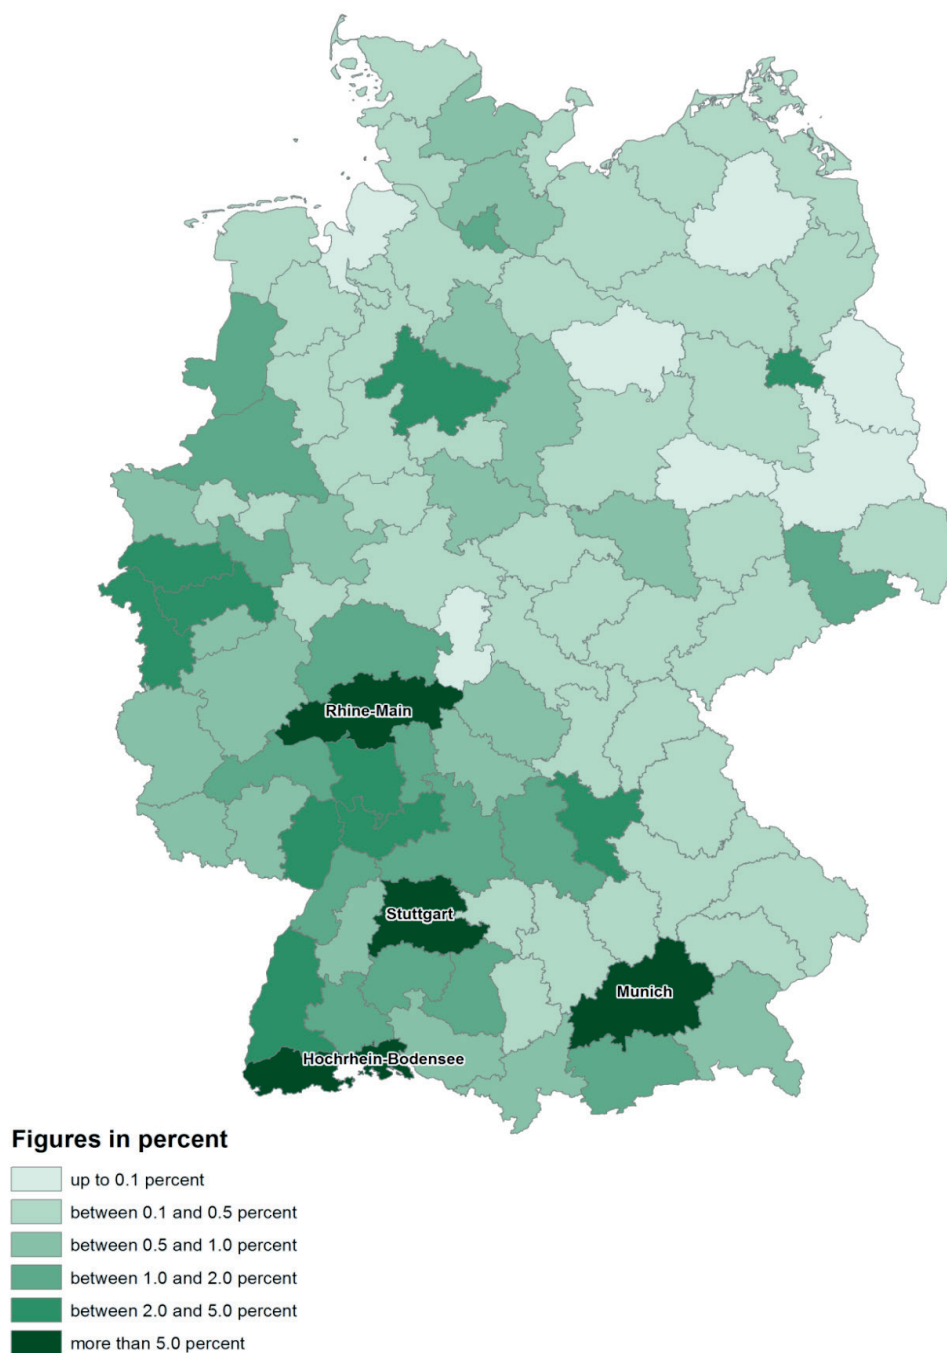 Rhine-Main
Stuttgart
Munich
Hochrhein-Bodensee
Figures in percent
up to 0.1 percent
between 0.1 and 0.5 percent
between 0.5 and 1.0 percent
between 1.0 and 2.0 percent
between 2.0 and 5.0 percent
more than 5.0 percent